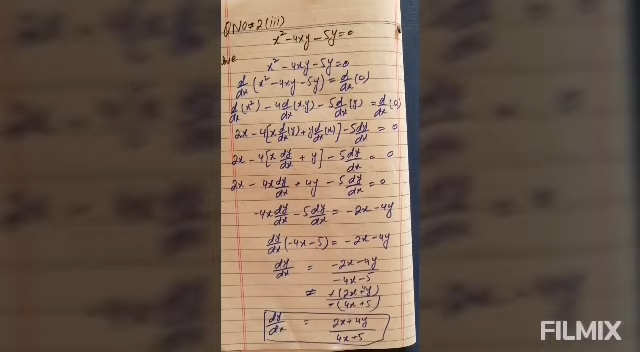 Q No#2(iii)
x² - 4xy - 5y = 0
x² - 4xy - 5y = 0
d/dx (x² - 4xy - 5y) = d/dx (0)
d/dx (x²) - 4 d/dx (x.y) - 5 d/dx (y) = d/dx (0)
2x - 4[x d/dx (y) + y d/dx (x)] - 5 dy/dx = 0
2x - 4[x dy/dx + y] - 5 dy/dx = 0
2x - 4x dy/dx + 4y - 5 dy/dx = 0
-4x dy/dx - 5 dy/dx = -2x - 4y
dy/dx (-4x - 5) = -2x - 4y
dy/dx = -2x - 4y / -4x - 5
= +(2x + 4y) / +(4x + 5)
dy/dx = 2x + 4y / 4x + 5
FILMIX